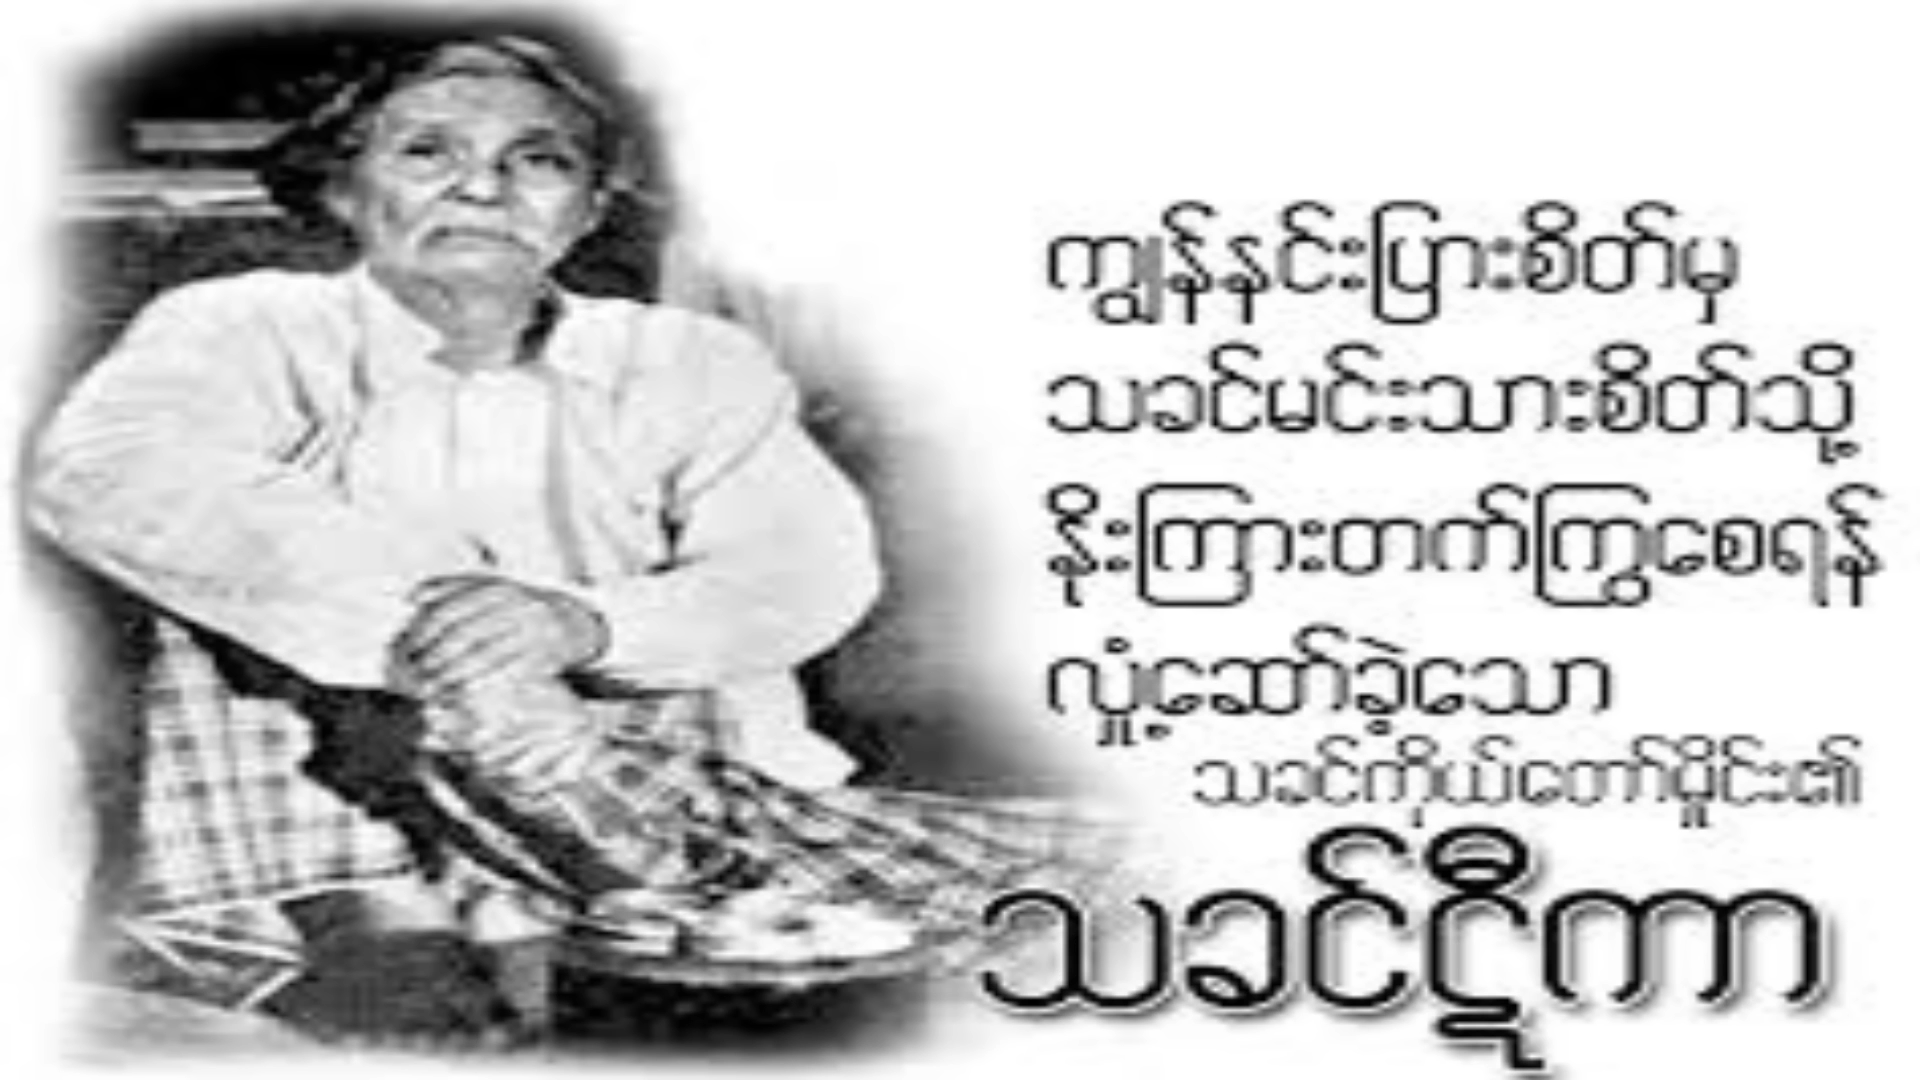 ကျွန်နင်းပြားစိတ်မှ
သခင်မင်းသားစိတ်သို့
နိုးကြားတက်ကြွစေရန်
လှုံ့ဆော်ခဲ့သော
သခင်ကိုယ်တော်မှိုင်း၏
သခင်ဋီကာ